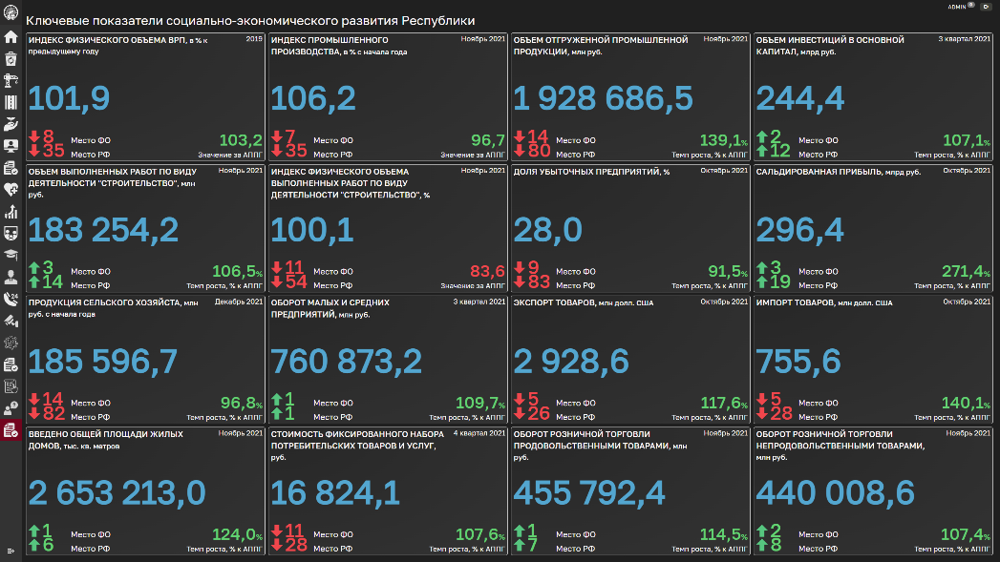 ADMIN
Ключевые показатели социально-экономического развития Республики
ИНДЕКС ФИЗИЧЕСКОГО ОБЪЕМА ВРП, в % к
предыдущему году
2019
101,9
8 Место ФО 103,2
35 Место РФ Значение за АППГ
ИНДЕКС ПРОМЫШЛЕННОГО
ПРОИЗВОДСТВА, в % с начала года
Ноябрь 2021
106,2
7 Место ФО 96,7
35 Место РФ Значение за АППГ
ОБЪЕМ ОТГРУЖЕННОЙ ПРОМЫШЛЕННОЙ
ПРОДУКЦИИ, млн руб.
Ноябрь 2021
1 928 686,5
14 Место ФО 139,1%
80 Место РФ Темп роста, % к АППГ
ОБЪЕМ ИНВЕСТИЦИЙ В ОСНОВНОЙ
КАПИТАЛ, млрд руб.
3 квартал 2021
244,4
2 Место ФО 107,1%
12 Место РФ Темп роста, % к АППГ
ОБЪЕМ ВЫПОЛНЕННЫХ РАБОТ ПО ВИДУ
ДЕЯТЕЛЬНОСТИ "СТРОИТЕЛЬСТВО", млн
руб.
Ноябрь 2021
183 254,2
3 Место ФО 106,5%
14 Место РФ Темп роста, % к АППГ
ИНДЕКС ФИЗИЧЕСКОГО ОБЪЕМА
ВЫПОЛНЕННЫХ РАБОТ ПО ВИДУ
ДЕЯТЕЛЬНОСТИ "СТРОИТЕЛЬСТВО", %
Ноябрь 2021
100,1
11 Место ФО 83,6
54 Место РФ Значение за АППГ
ДОЛЯ УБЫТОЧНЫХ ПРЕДПРИЯТИЙ, %
Октябрь 2021
28,0
9 Место ФО 91,5%
83 Место РФ Темп роста, % к АППГ
САЛЬДИРОВАННАЯ ПРИБЫЛЬ, млрд руб.
Октябрь 2021
296,4
3 Место ФО 271,4%
19 Место РФ Темп роста, % к АППГ
ПРОДУКЦИЯ СЕЛЬСКОГО ХОЗЯЙСТА, млн
руб. с начала года
Декабрь 2021
185 596,7
14 Место ФО 96,8%
82 Место РФ Темп роста, % к АППГ
ОБОРОТ МАЛЫХ И СРЕДНИХ
ПРЕДПРИЯТИЙ, млн руб.
3 квартал 2021
760 873,2
1 Место ФО 109,7%
1 Место РФ Темп роста, % к АППГ
ЭКСПОРТ ТОВАРОВ, млн долл. США
Октябрь 2021
2 928,6
5 Место ФО 117,6%
26 Место РФ Темп роста, % к АППГ
ИМПОРТ ТОВАРОВ, млн долл. США
Октябрь 2021
755,6
5 Место ФО 140,1%
28 Место РФ Темп роста, % к АППГ
ВВЕДЕНО ОБЩЕЙ ПЛОЩАДИ ЖИЛЫХ
ДОМОВ, тыс. кв. метров
Ноябрь 2021
2 653 213,0
1 Место ФО 124,0%
6 Место РФ Темп роста, % к АППГ
СТОИМОСТЬ ФИКСИРОВАННОГО НАБОРА
ПОТРЕБИТЕЛЬСКИХ ТОВАРОВ И УСЛУГ,
руб.
4 квартал 2021
16 824,1
11 Место ФО 107,6%
28 Место РФ Темп роста, % к АППГ
ОБОРОТ РОЗНИЧНОЙ ТОРГОВЛИ
ПРОДОВОЛЬСТВЕННЫМИ ТОВАРАМИ, млн
руб.
Ноябрь 2021
455 792,4
1 Место ФО 114,5%
7 Место РФ Темп роста, % к АППГ
ОБОРОТ РОЗНИЧНОЙ ТОРГОВЛИ
НЕПРОДОВОЛЬСТВЕННЫМИ ТОВАРАМИ,
млн руб.
Ноябрь 2021
440 008,6
2 Место ФО 107,4%
8 Место РФ Темп роста, % к АППГ